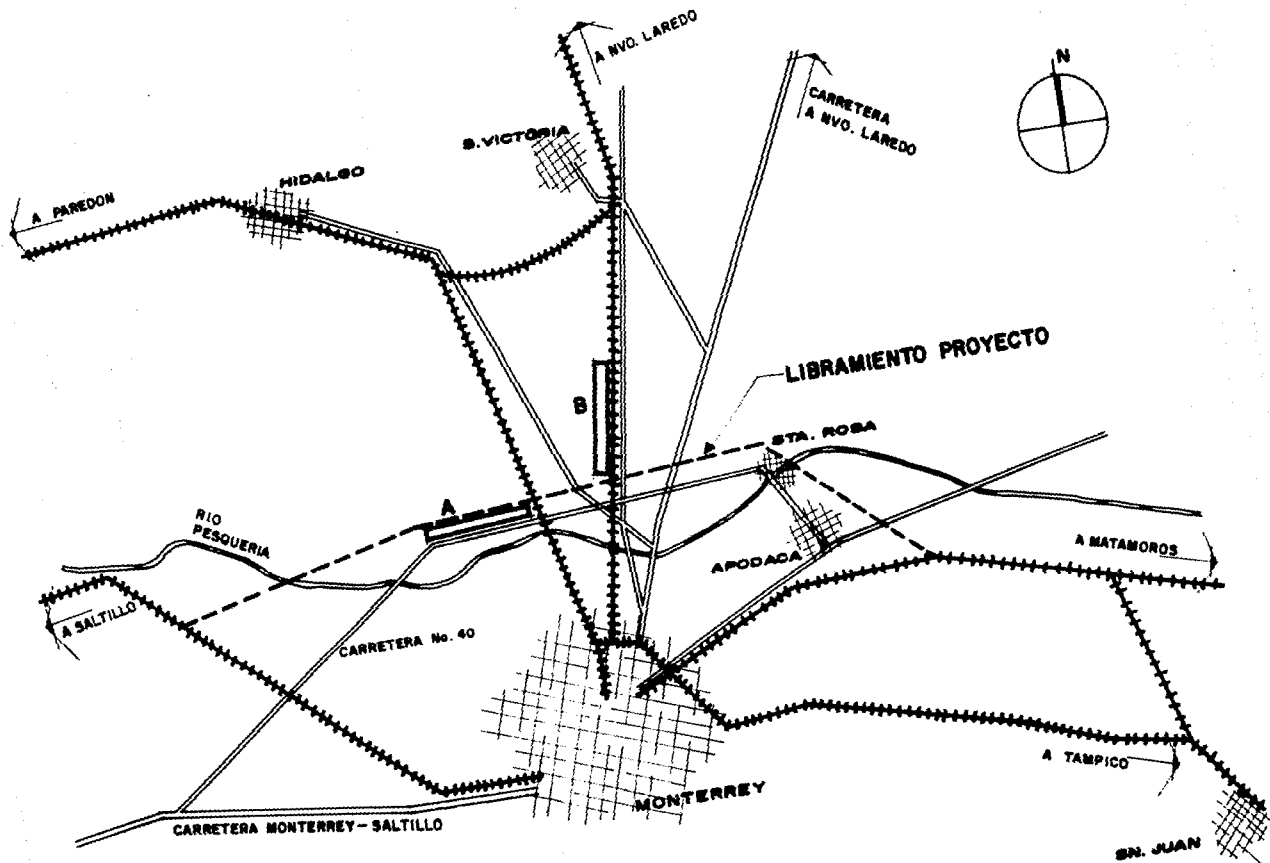 A NVO. LAREDO
N
CARRETERA
A NVO. LAREDO
S. VICTORIA
HIDALGO
A PAREDON
LIBRAMIENTO PROYECTO
B
STA. ROSA
A
RIO
PESQUERIA
A MATAMOROS
APODACA
A SALTILLO
CARRETERA No. 40
A TAMPICO
MONTERREY
CARRETERA MONTERREY-SALTILLO
SN. JUAN